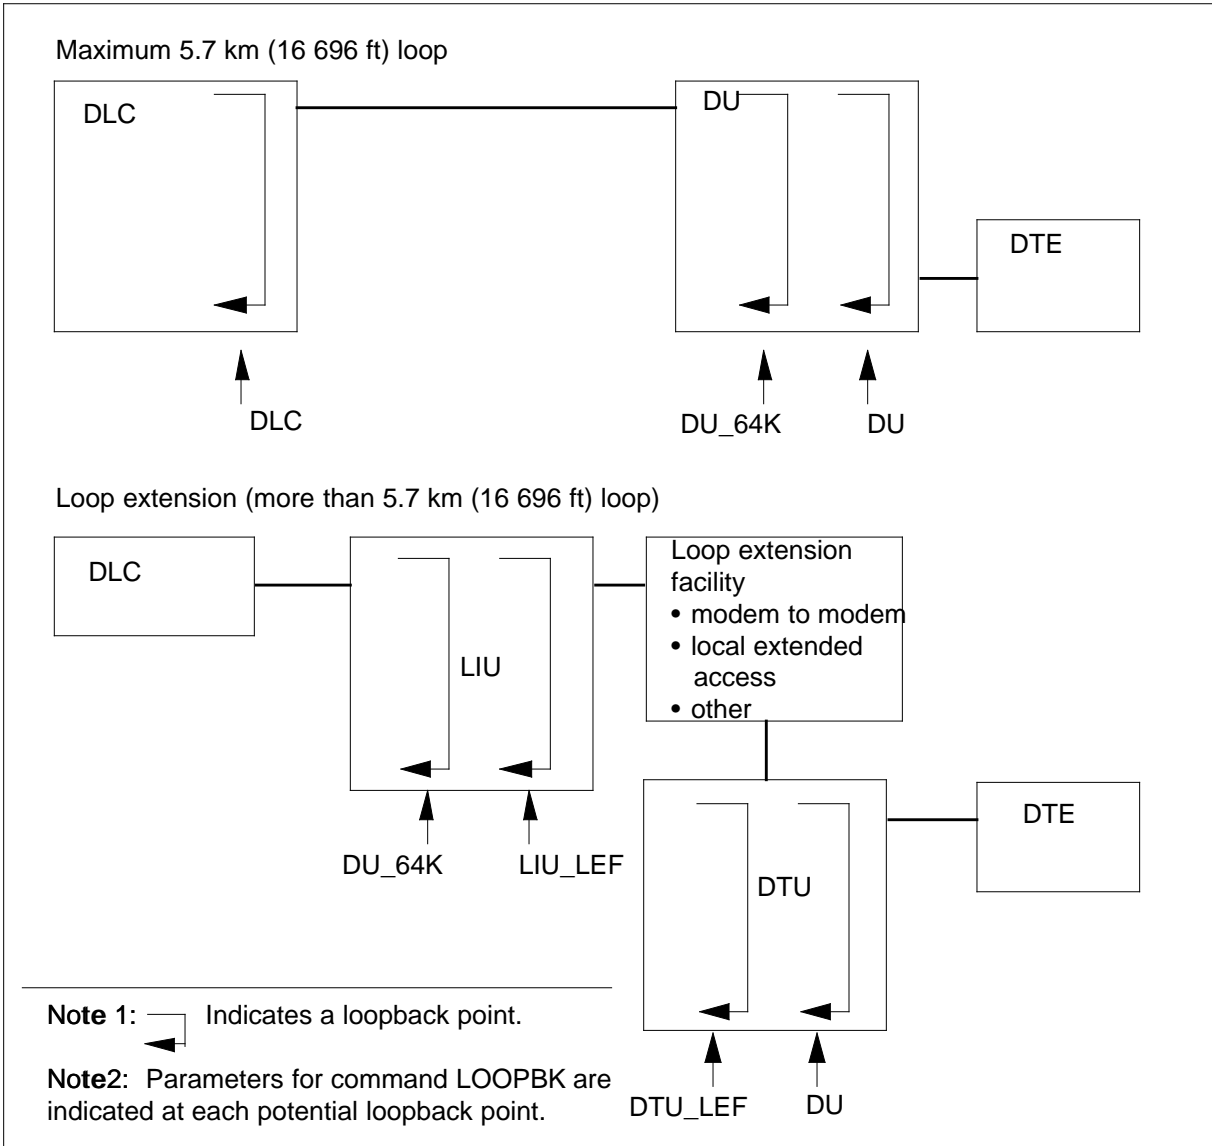 Maximum 5.7 km (16 696 ft) loop
DLC
DU
DTE
DLC
DU_64K
DU
Loop extension (more than 5.7 km (16 696 ft) loop)
DLC
LIU
Loop extension
facility
• modem to modem
• local extended
access
• other
DU_64K
LIU_LEF
DTU
DTE
Note 1: Indicates a loopback point.
Note2: Parameters for command LOOPBK are
indicated at each potential loopback point.
DTU_LEF
DU